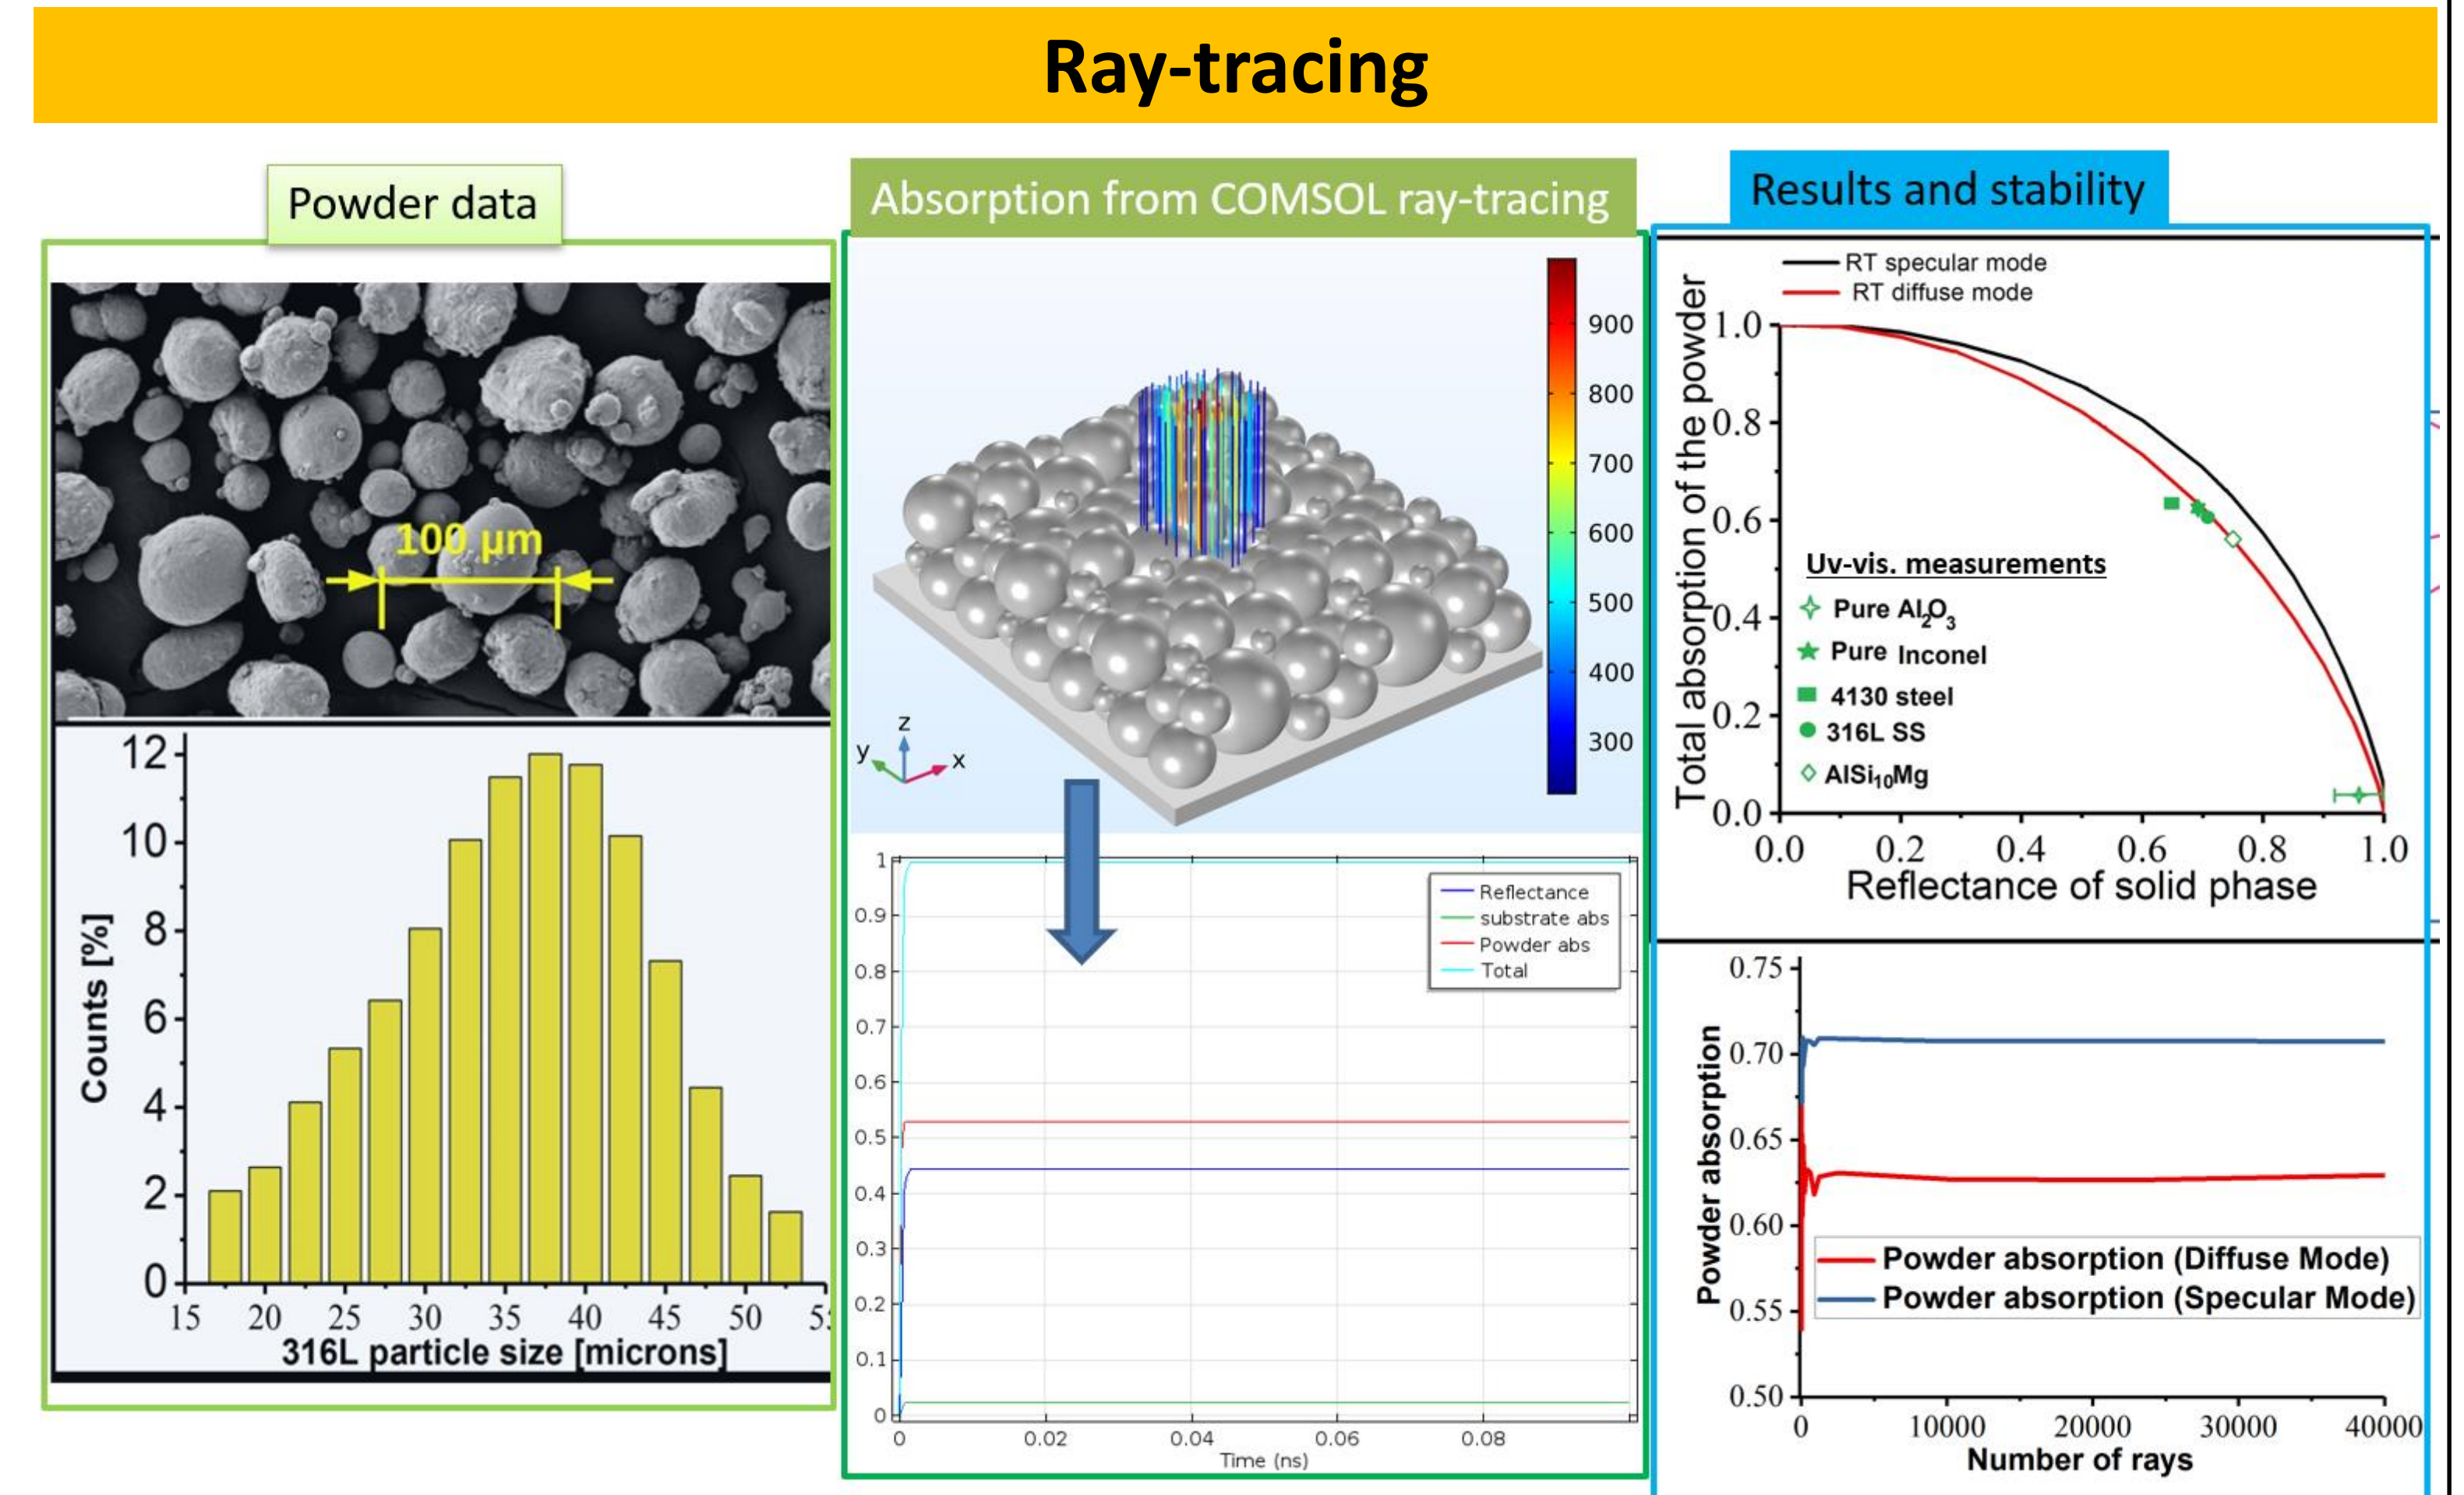 Ray-tracing
Powder data
100 µm
12
10
8
6
4
2
0
Counts [%]
15 20 25 30 35 40 45 50
316L particle size [microns]
Absorption from COMSOL ray-tracing
900
800
700
600
500
400
300
z
y
x
1
0.9
0.8
0.7
0.6
0.5
0.4
0.3
0.2
0.1
0
Reflectance
substrate abs
Powder abs
Total
0 0.02 0.04 0.06 0.08
Time (ns)
Results and stability
RT specular mode
RT diffuse mode
Total absorption of the powder
1.0
0.8
0.6
0.4
0.2
0.0
Uv-vis. measurements
Pure Al₂O₃
Pure Inconel
4130 steel
316L SS
AlSi₁₀Mg
0.0 0.2 0.4 0.6 0.8 1.0
Reflectance of solid phase
Powder absorption
0.75
0.70
0.65
0.60
0.55
0.50
Powder absorption (Diffuse Mode)
Powder absorption (Specular Mode)
0 10000 20000 30000 40000
Number of rays